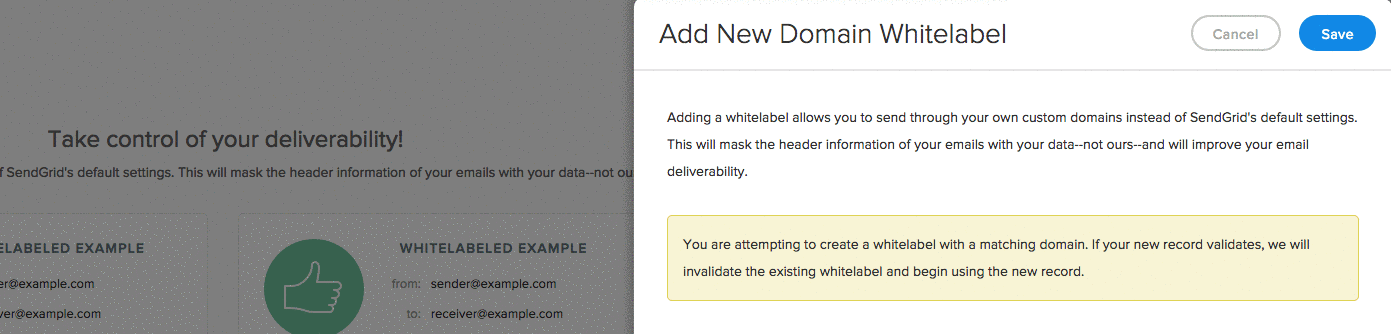 Add New Domain Whitelabel
Cancel
Save
Adding a whitelabel allows you to send through your own custom domains instead of SendGrid's default settings.
This will mask the header information of your emails with your data--not ours--and will improve your email
deliverability.
You are attempting to create a whitelabel with a matching domain. If your new record validates, we will
invalidate the existing whitelabel and begin using the new record.
Take control of your deliverability!
f SendGrid's default settings. This will mask the header information of your emails with your data--not ou
ELABELED EXAMPLE
er@example.com
ver@example.com
WHITELABELED EXAMPLE
from: sender@example.com
to: receiver@example.com